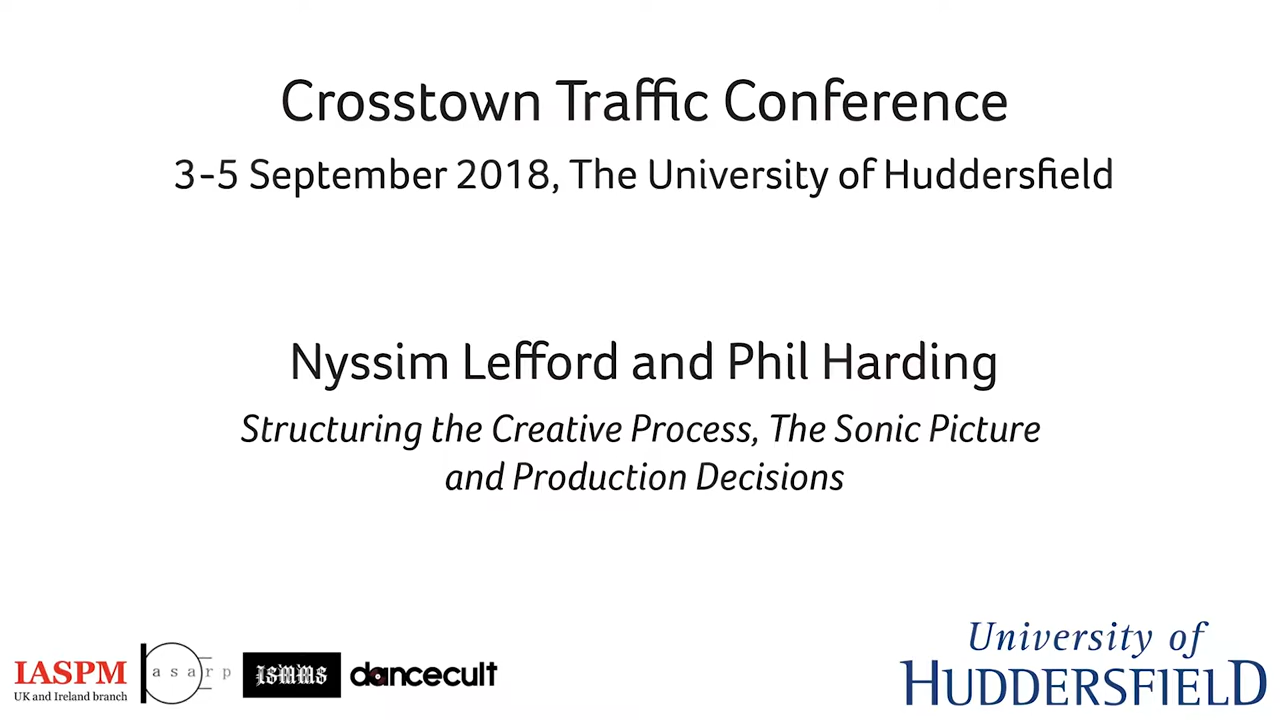 Crosstown Traffic Conference
3-5 September 2018, The University of Huddersfield
Nyssim Lefford and Phil Harding
Structuring the Creative Process, The Sonic Picture
and Production Decisions
IASPM
UK and Ireland branch
asarp
ISMMS
dancecult
University of
HUDDERSFIELD